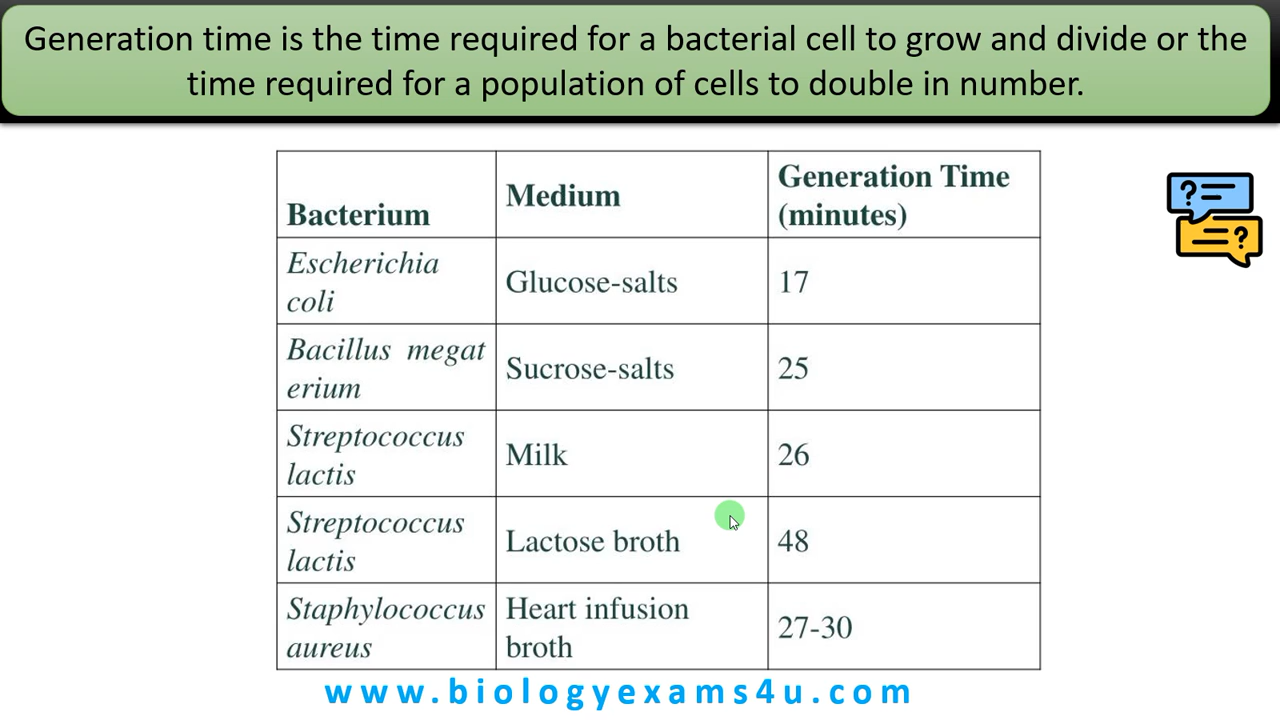 Generation time is the time required for a bacterial cell to grow and divide or the
time required for a population of cells to double in number.
Bacterium
Medium
Generation Time
(minutes)
Escherichia
coli
Glucose-salts
17
Bacillus megat
erium
Sucrose-salts
25
Streptococcus
lactis
Milk
26
Streptococcus
lactis
Lactose broth
48
Staphylococcus
aureus
Heart infusion
broth
27-30
?
?
www.biologyexams4u.com